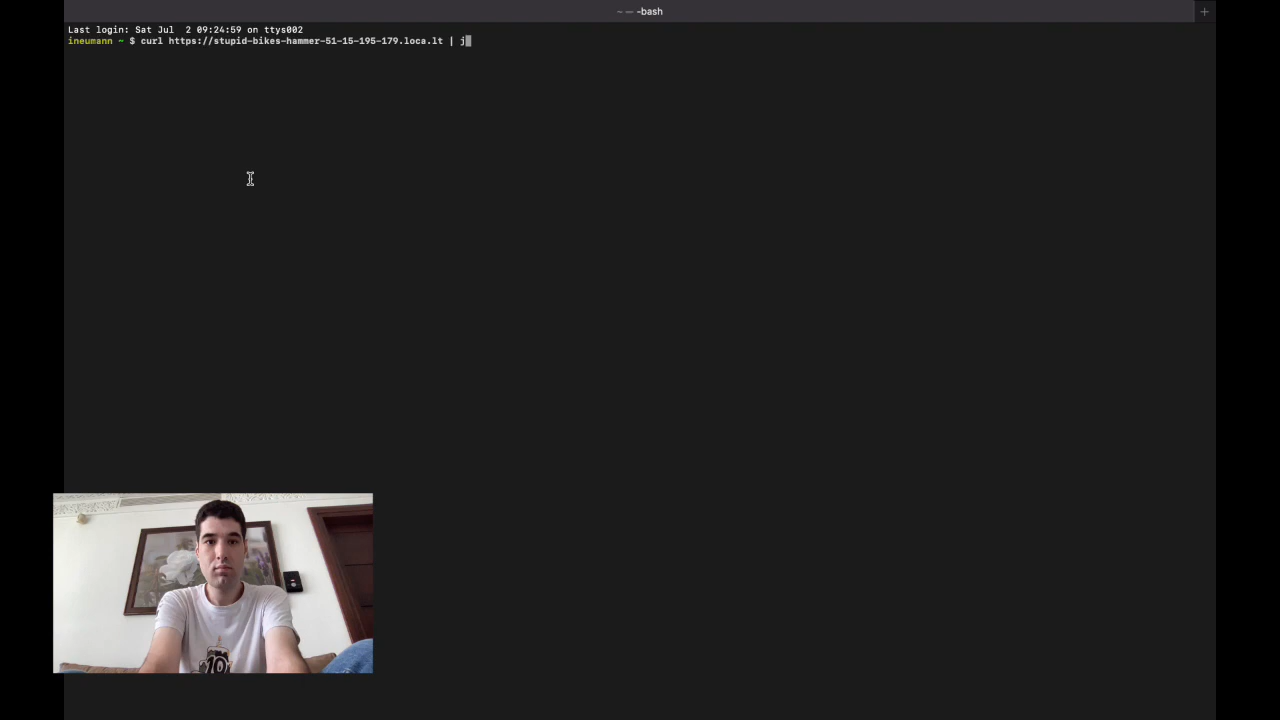 ~ — -bash
Last login: Sat Jul  2 09:24:59 on ttys002
ineumann ~ $ curl https://stupid-bikes-hammer-51-15-195-179.loca.lt | j
10